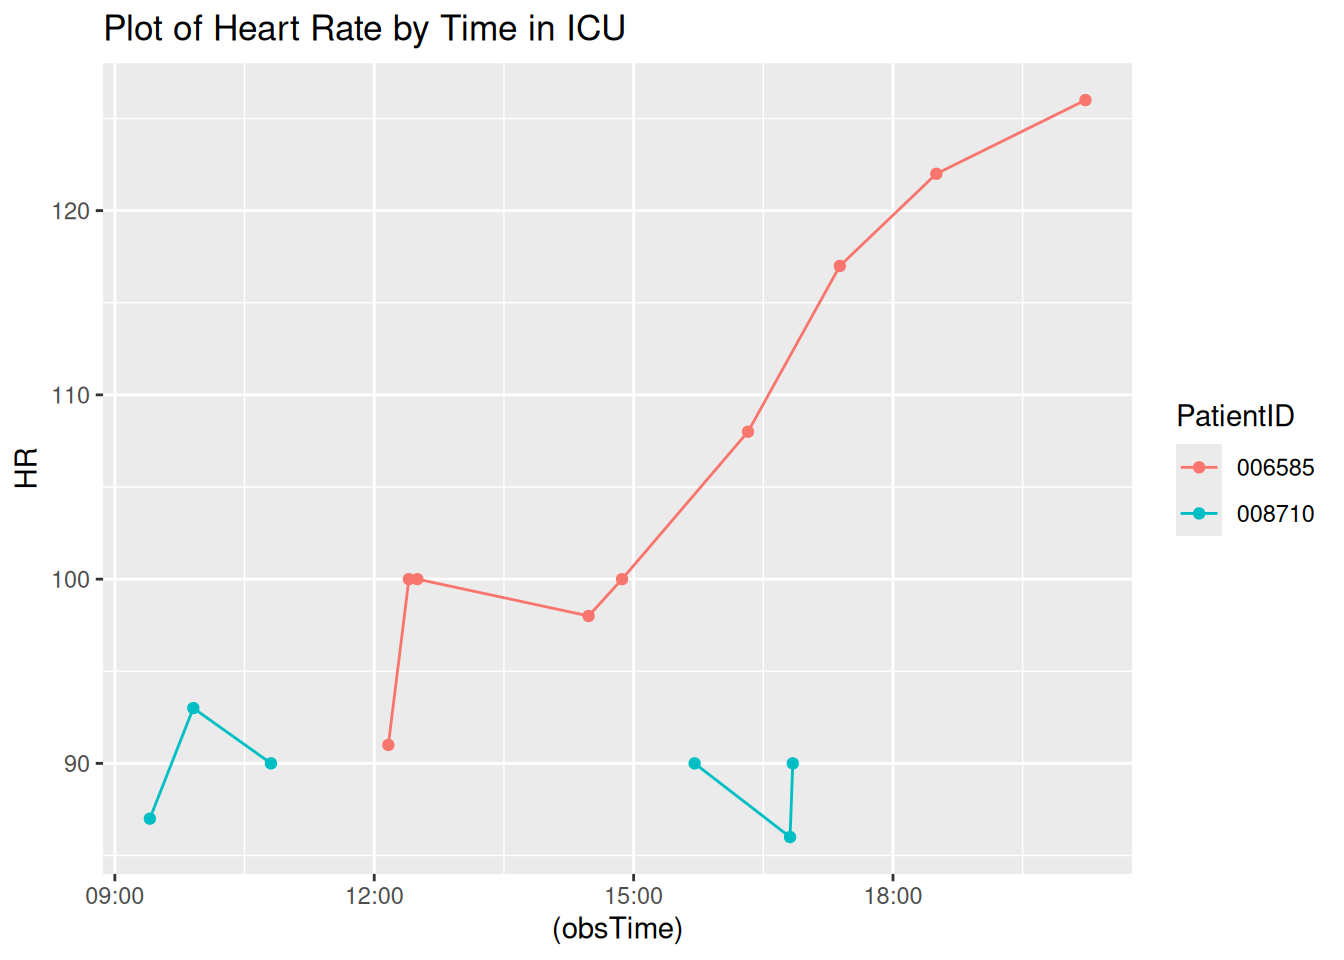 Plot of Heart Rate by Time in ICU
HR
120
110
100
90
09:00 12:00 15:00 18:00
(obsTime)
PatientID
006585
008710